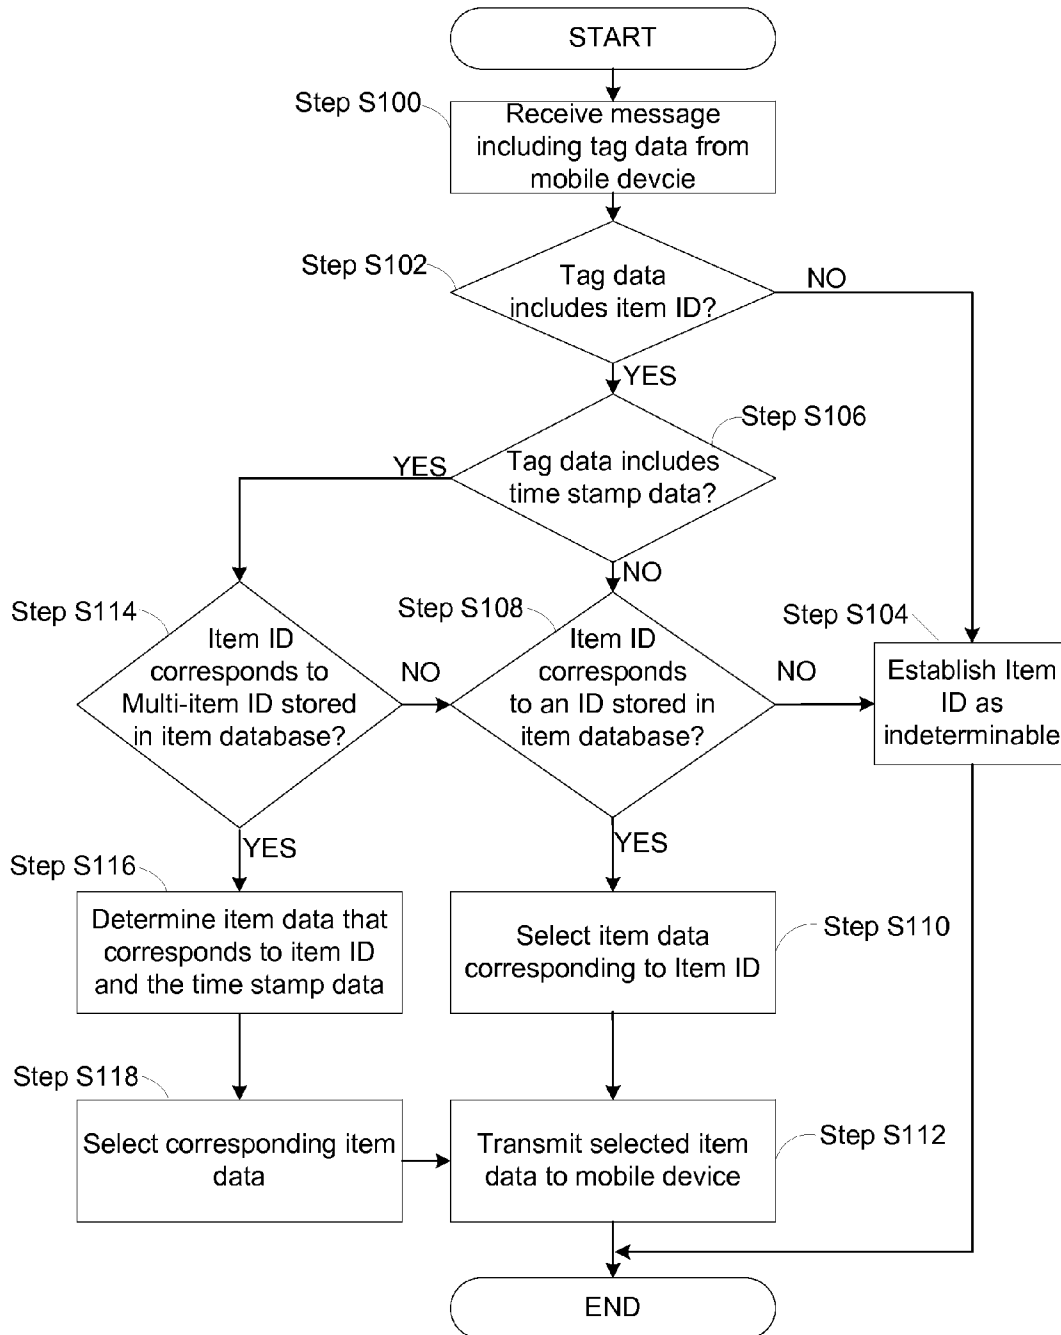 START
Step S100
Receive message
including tag data from
mobile devcie
Step S102
Tag data
includes item ID?
NO
YES
Step S106
Tag data includes
time stamp data?
YES
NO
Step S114
Item ID
corresponds to
Multi-item ID stored
in item database?
NO
Step S108
Item ID
corresponds
to an ID stored in
item database?
NO
Step S104
Establish Item
ID as
indeterminable
YES
YES
Step S116
Determine item data that
corresponds to item ID
and the time stamp data
Select item data
corresponding to Item ID
Step S110
Step S118
Select corresponding item
data
Transmit selected item
data to mobile device
Step S112
END